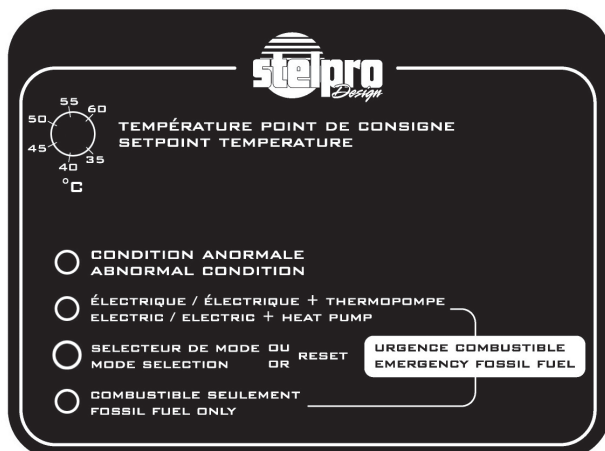 stelpro
Design
55
50 60
45 35
40
°C
TEMPÉRATURE POINT DE CONSIGNE
SETPOINT TEMPERATURE
CONDITION ANORMALE
ABNORMAL CONDITION
ÉLECTRIQUE / ÉLECTRIQUE + THERMOPOMPE
ELECTRIC / ELECTRIC + HEAT PUMP
SELECTEUR DE MODE OU
MODE SELECTION OR
RESET
URGENCE COMBUSTIBLE
EMERGENCY FOSSIL FUEL
COMBUSTIBLE SEULEMENT
FOSSIL FUEL ONLY